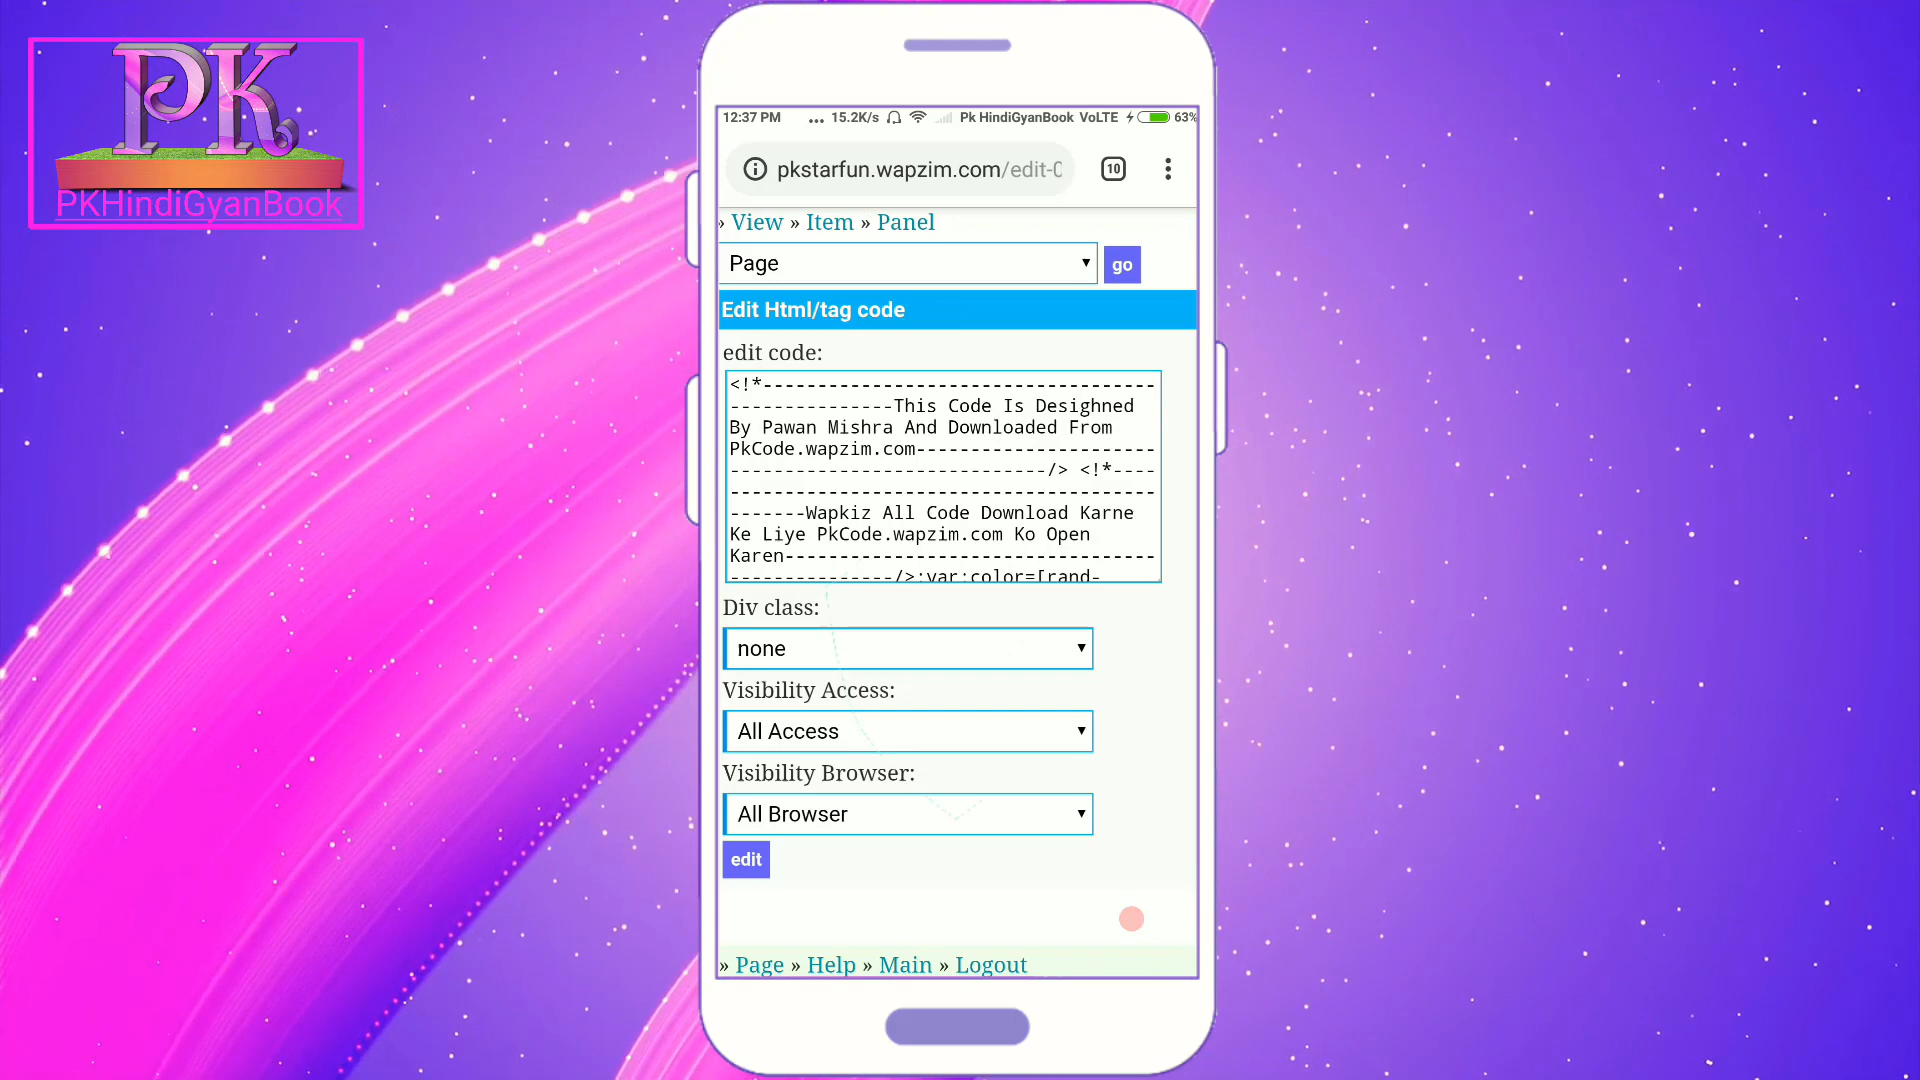 PK
PKHindiGyanBook
12:37 PM ... 15.2K/s Pk HindiGyanBook VoLTE 63%
pkstarfun.wapzim.com/edit-0 10
» View » Item » Panel
Page go
Edit Html/tag code
edit code:
<!*------------------------------------
---------------This Code Is Desighned
By Pawan Mishra And Downloaded From
PkCode.wapzim.com----------------------
-----------------------------/> <!*----
---------------------------------------
-------Wapkiz All Code Download Karne
Ke Liye PkCode.wapzim.com Ko Open
Karen----------------------------------
---------------/>:var:color=[rand-
Div class:
none
Visibility Access:
All Access
Visibility Browser:
All Browser
edit
» Page » Help » Main » Logout